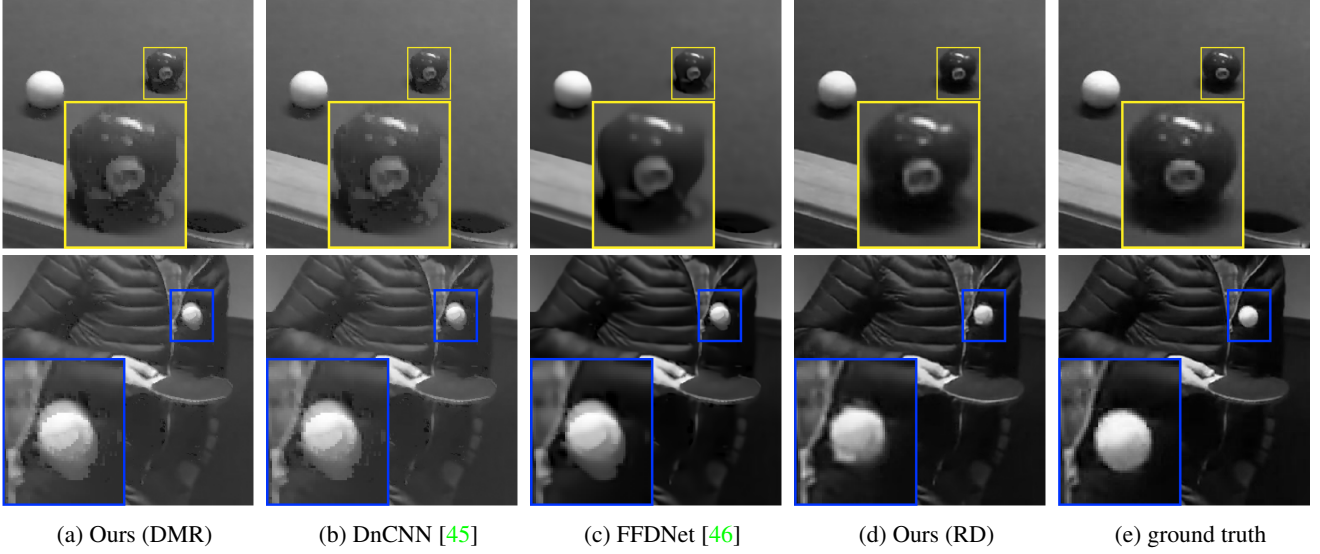 (a) Ours (DMR)
(b) DnCNN [45]
(c) FFDNet [46]
(d) Ours (RD)
(e) ground truth